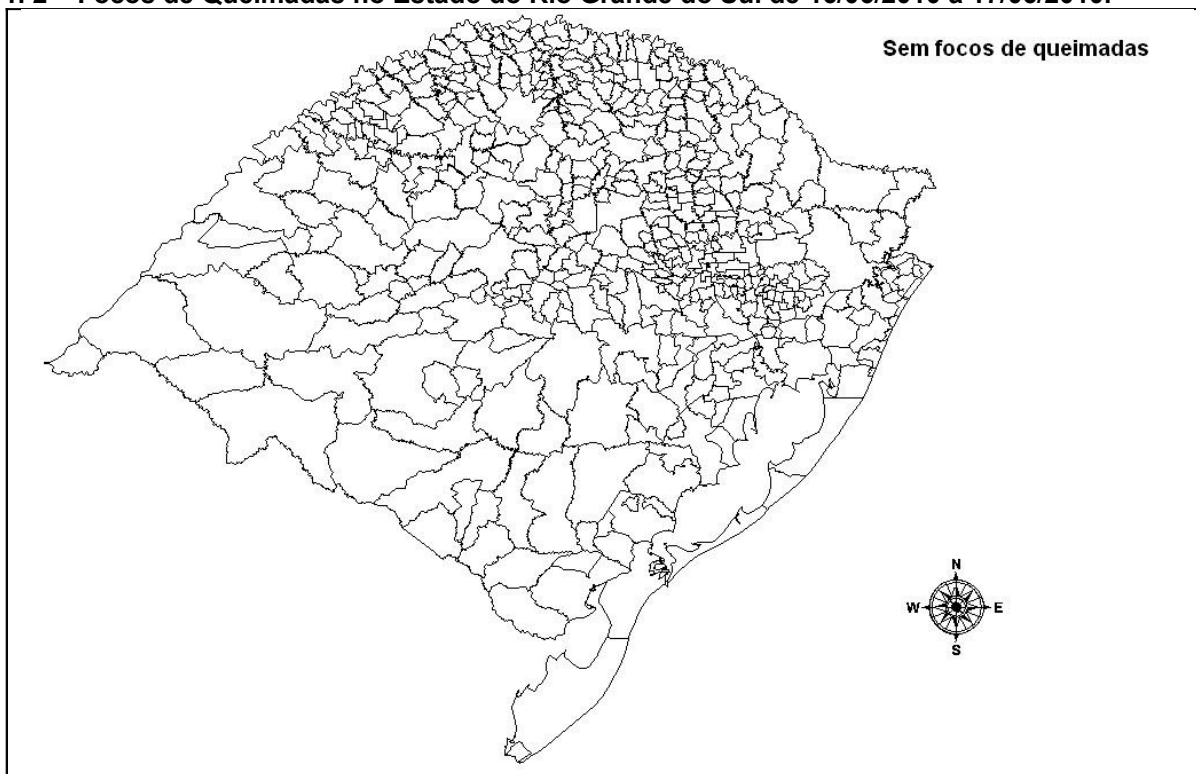 Focos de Queimadas no Estado do Rio Grande do Sul de
Sem focos de queimadas
N
W E
S